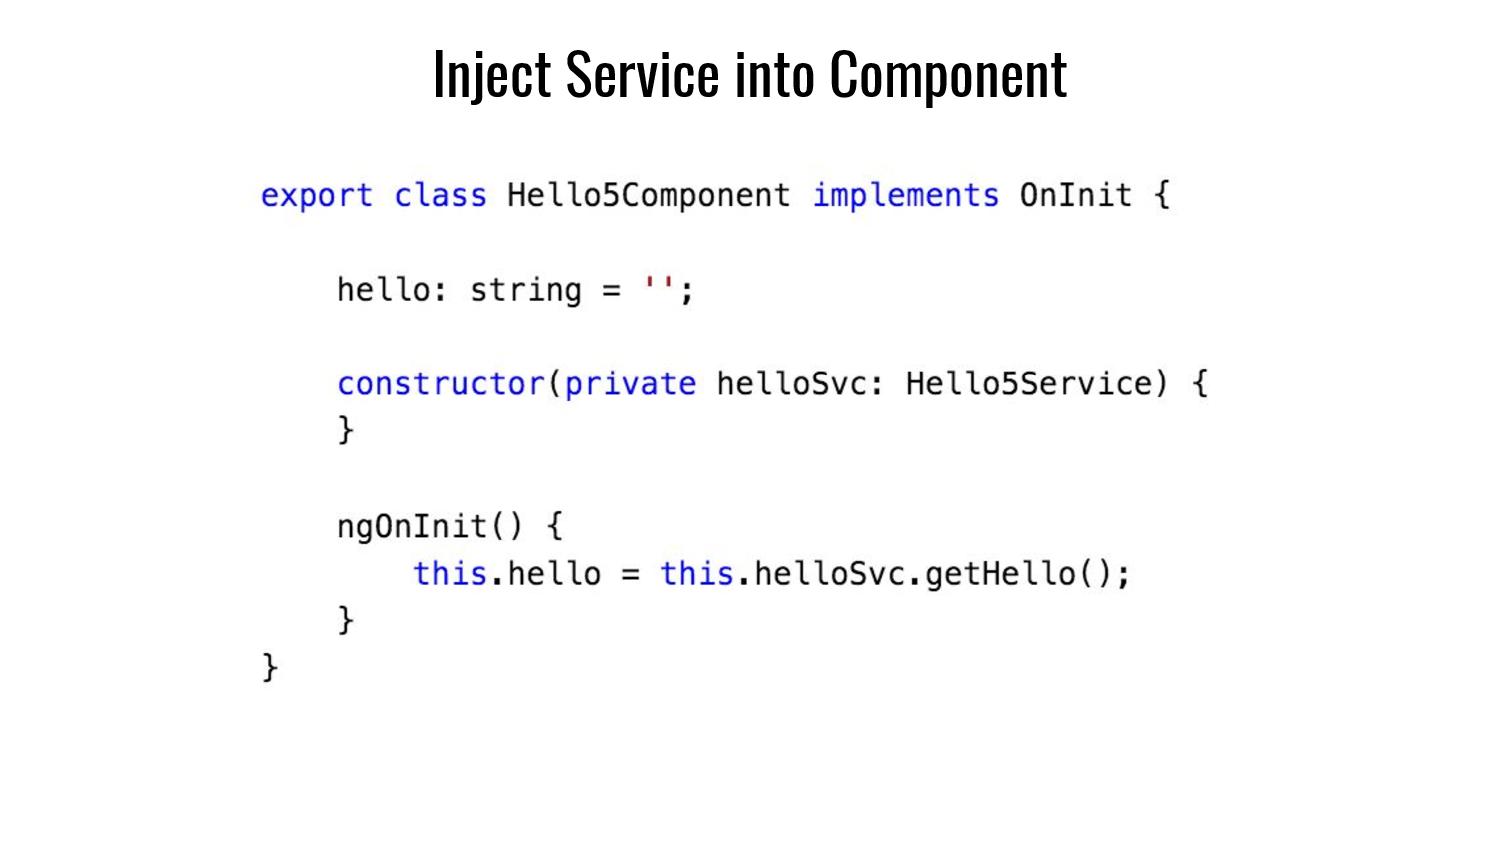 Inject Service into Component
export class Hello5Component implements OnInit {
hello: string = '';
constructor(private helloSvc: Hello5Service) {
}
ngOnInit() {
this.hello = this.helloSvc.getHello();
}
}